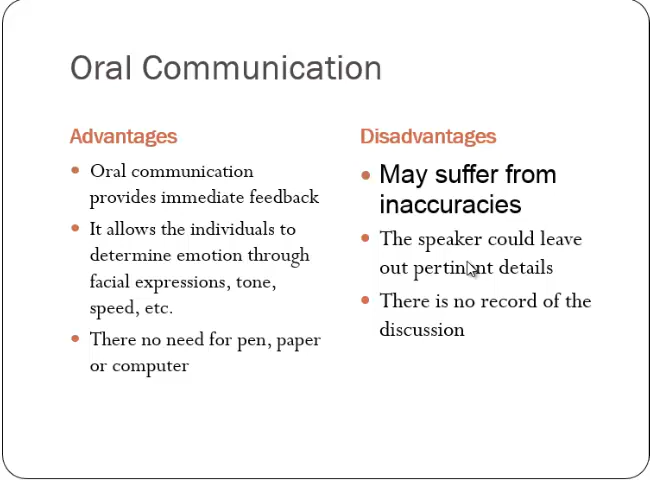 Oral Communication
Advantages
• Oral communication
provides immediate feedback
• It allows the individuals to
determine emotion through
facial expressions, tone,
speed, etc.
• There no need for pen, paper
or computer
Disadvantages
• May suffer from
inaccuracies
• The speaker could leave
out pertinent details
• There is no record of the
discussion